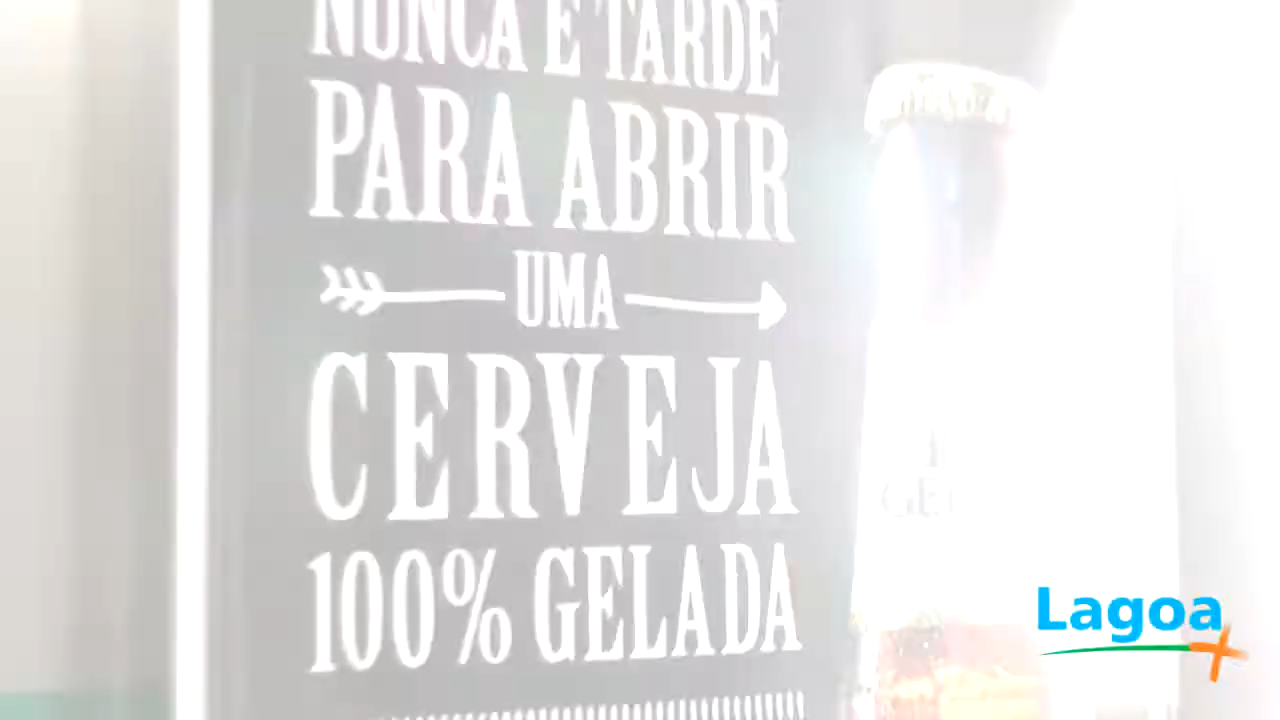 NUNCA É TARDE
PARA ABRIR
UMA
CERVEJA
100% GELADA
Lagoa